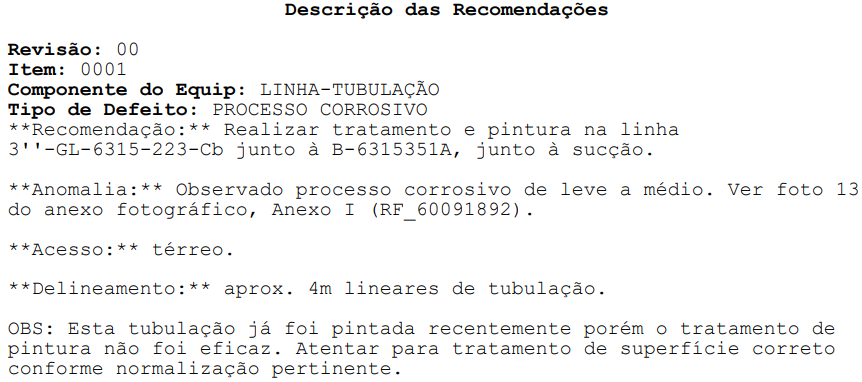 Descrição das Recomendações
Revisão: 00
Item: 0001
Componente do Equip: LINHA-TUBULAÇÃO
Tipo de Defeito: PROCESSO CORROSIVO
**Recomendação:** Realizar tratamento e pintura na linha
3''-GL-6315-223-Cb junto à B-6315351A, junto à sucção.
**Anomalia:** Observado processo corrosivo de leve a médio. Ver foto 13
do anexo fotográfico, Anexo I (RF_60091892).
**Acesso:** térreo.
**Delineamento:** aprox. 4m lineares de tubulação.
OBS: Esta tubulação já foi pintada recentemente porém o tratamento de
pintura não foi eficaz. Atentar para tratamento de superfície correto
conforme normalização pertinente.